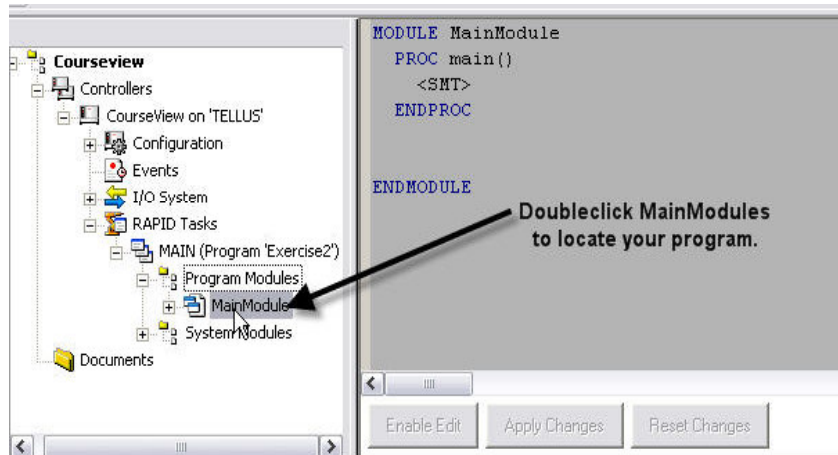 Courseview
Controllers
CourseView on 'TELLUS'
Configuration
Events
I/O System
RAPID Tasks
MAIN (Program 'Exercise2')
Program Modules
MainModule
System Modules
Documents
MODULE MainModule
PROC main()
<SMT>
ENDPROC
ENDMODULE
Doubleclick MainModules
to locate your program.
Enable Edit
Apply Changes
Reset Changes